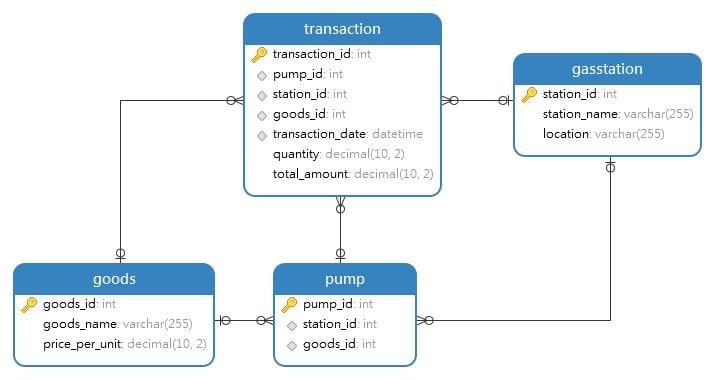 transaction
transaction_id: int
pump_id: int
station_id: int
goods_id: int
transaction_date: datetime
quantity: decimal(10, 2)
total_amount: decimal(10, 2)
gasstation
station_id: int
station_name: varchar(255)
location: varchar(255)
goods
goods_id: int
goods_name: varchar(255)
price_per_unit: decimal(10, 2)
pump
pump_id: int
station_id: int
goods_id: int